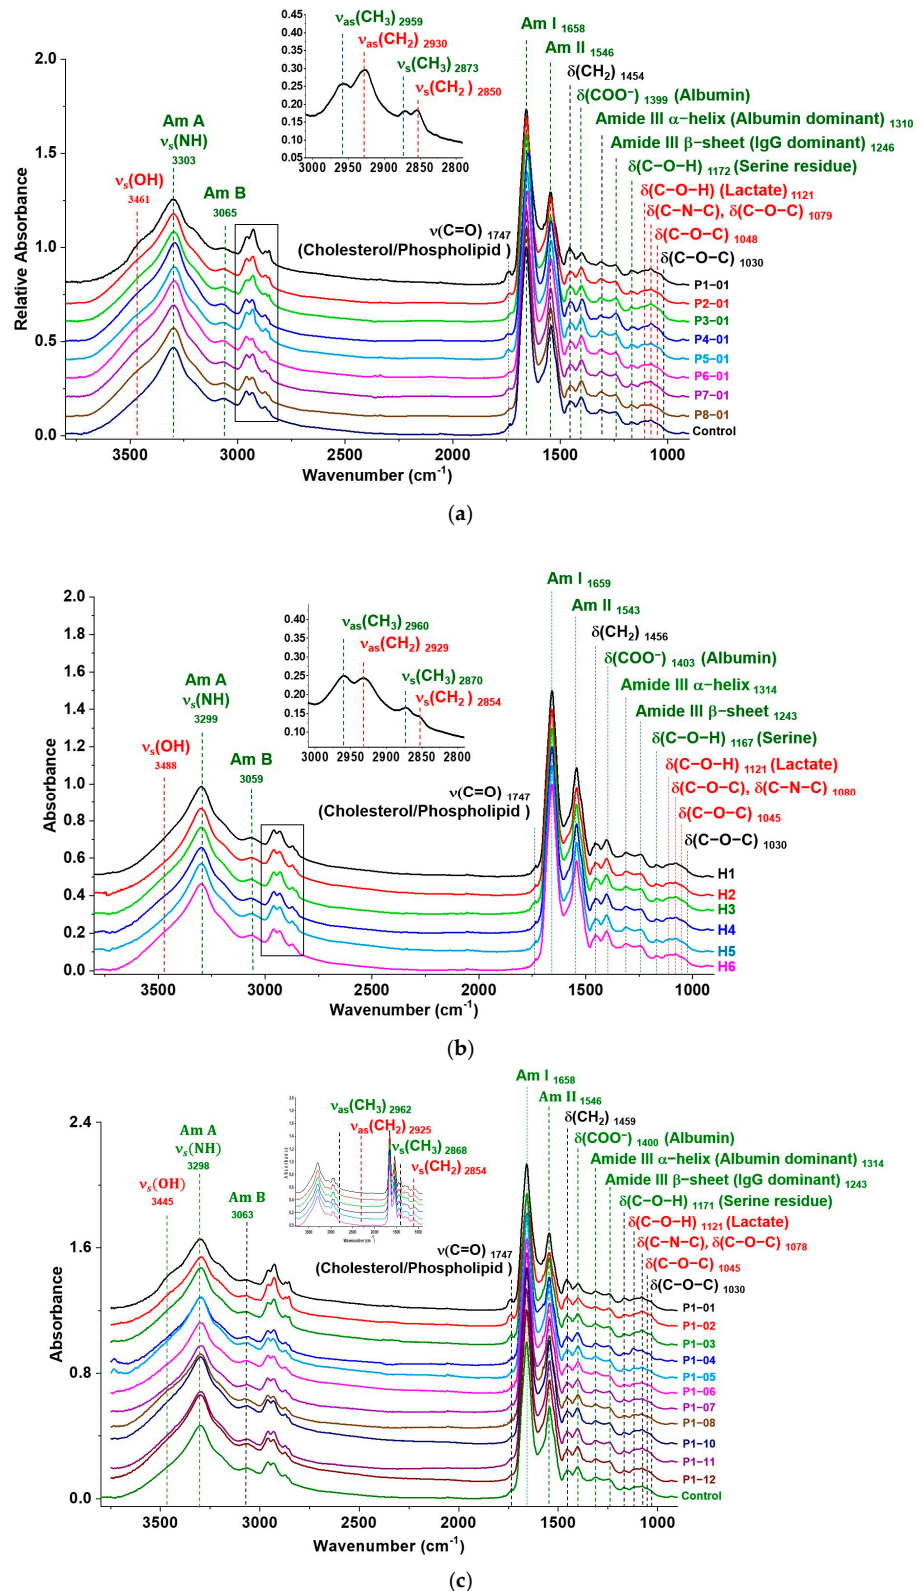 νas(CH3) 2959
νas(CH2) 2930
νs(CH3) 2873
νs(CH2) 2850
0.45
0.40
0.35
0.30
0.25
0.20
0.15
0.10
0.05
3000 2950 2900 2850 2800
Am I 1658
Am II 1546
δ(CH2) 1454
δ(COO−) 1399 (Albumin)
Amide III α−helix (Albumin dominant) 1310
Amide III β−sheet (IgG dominant) 1246
δ(C−O−H) 1172 (Serine residue)
δ(C−O−H) (Lactate) 1121
δ(C−N−C), δ(C−O−C) 1079
δ(C−O−C) 1048
δ(C−O−C) 1030
Am A
νs(NH)
3303
νs(OH)
3461
Am B
3065
ν(C=O) 1747
(Cholesterol/Phospholipid )
P1−01
P2−01
P3−01
P4−01
P5−01
P6−01
P7−01
P8−01
Control
Relative Absorbance
2.0
1.5
1.0
0.5
0.0
3500 3000 2500 2000 1500 1000
Wavenumber (cm-1)
(a)
Am I 1659
Am II 1543
δ(CH2) 1456
δ(COO−) 1403 (Albumin)
Amide III α−helix 1314
Amide III β−sheet 1243
δ(C−O−H) 1167 (Serine)
δ(C−O−H) 1121 (Lactate)
δ(C−O−C), δ(C−N−C) 1080
δ(C−O−C) 1045
δ(C−O−C) 1030
νas(CH3) 2960
νas(CH2) 2929
νs(CH3) 2870
νs(CH2) 2854
0.40
0.35
0.30
0.25
0.20
0.15
0.10
3000 2950 2900 2850 2800
Am A
νs(NH)
3299
νs(OH)
3488
Am B
3059
ν(C=O)
1747
(Cholesterol/Phospholipid )
H1
H2
H3
H4
H5
H6
Absorbance
2.0
1.8
1.6
1.4
1.2
1.0
0.8
0.6
0.4
0.2
0.0
3500 3000 2500 2000 1500 1000
Wavenumber (cm-1)
(b)
Am I 1658
Am II 1546
δ(CH2) 1459
δ(COO−) 1400 (Albumin)
Amide III α−helix (Albumin dominant) 1314
Amide III β−sheet (IgG dominant) 1243
δ(C−O−H) 1171 (Serine residue)
δ(C−O−H) 1121 (Lactate)
δ(C−N−C), δ(C−O−C) 1078
δ(C−O−C) 1045
δ(C−O−C) 1030
νas(CH3) 2962
νas(CH2) 2925
νs(CH3) 2868
νs(CH2) 2854
Am A
νs(NH)
3298
νs(OH)
3445
Am B
3063
ν(C=O) 1747
(Cholesterol/Phospholipid )
P1−01
P1−02
P1−03
P1−04
P1−05
P1−06
P1−07
P1−08
P1−10
P1−11
P1−12
Control
Absorbance
2.4
1.6
0.8
0.0
3500 3000 2500 2000 1500 1000
Wavenumber (cm-1)
(c)